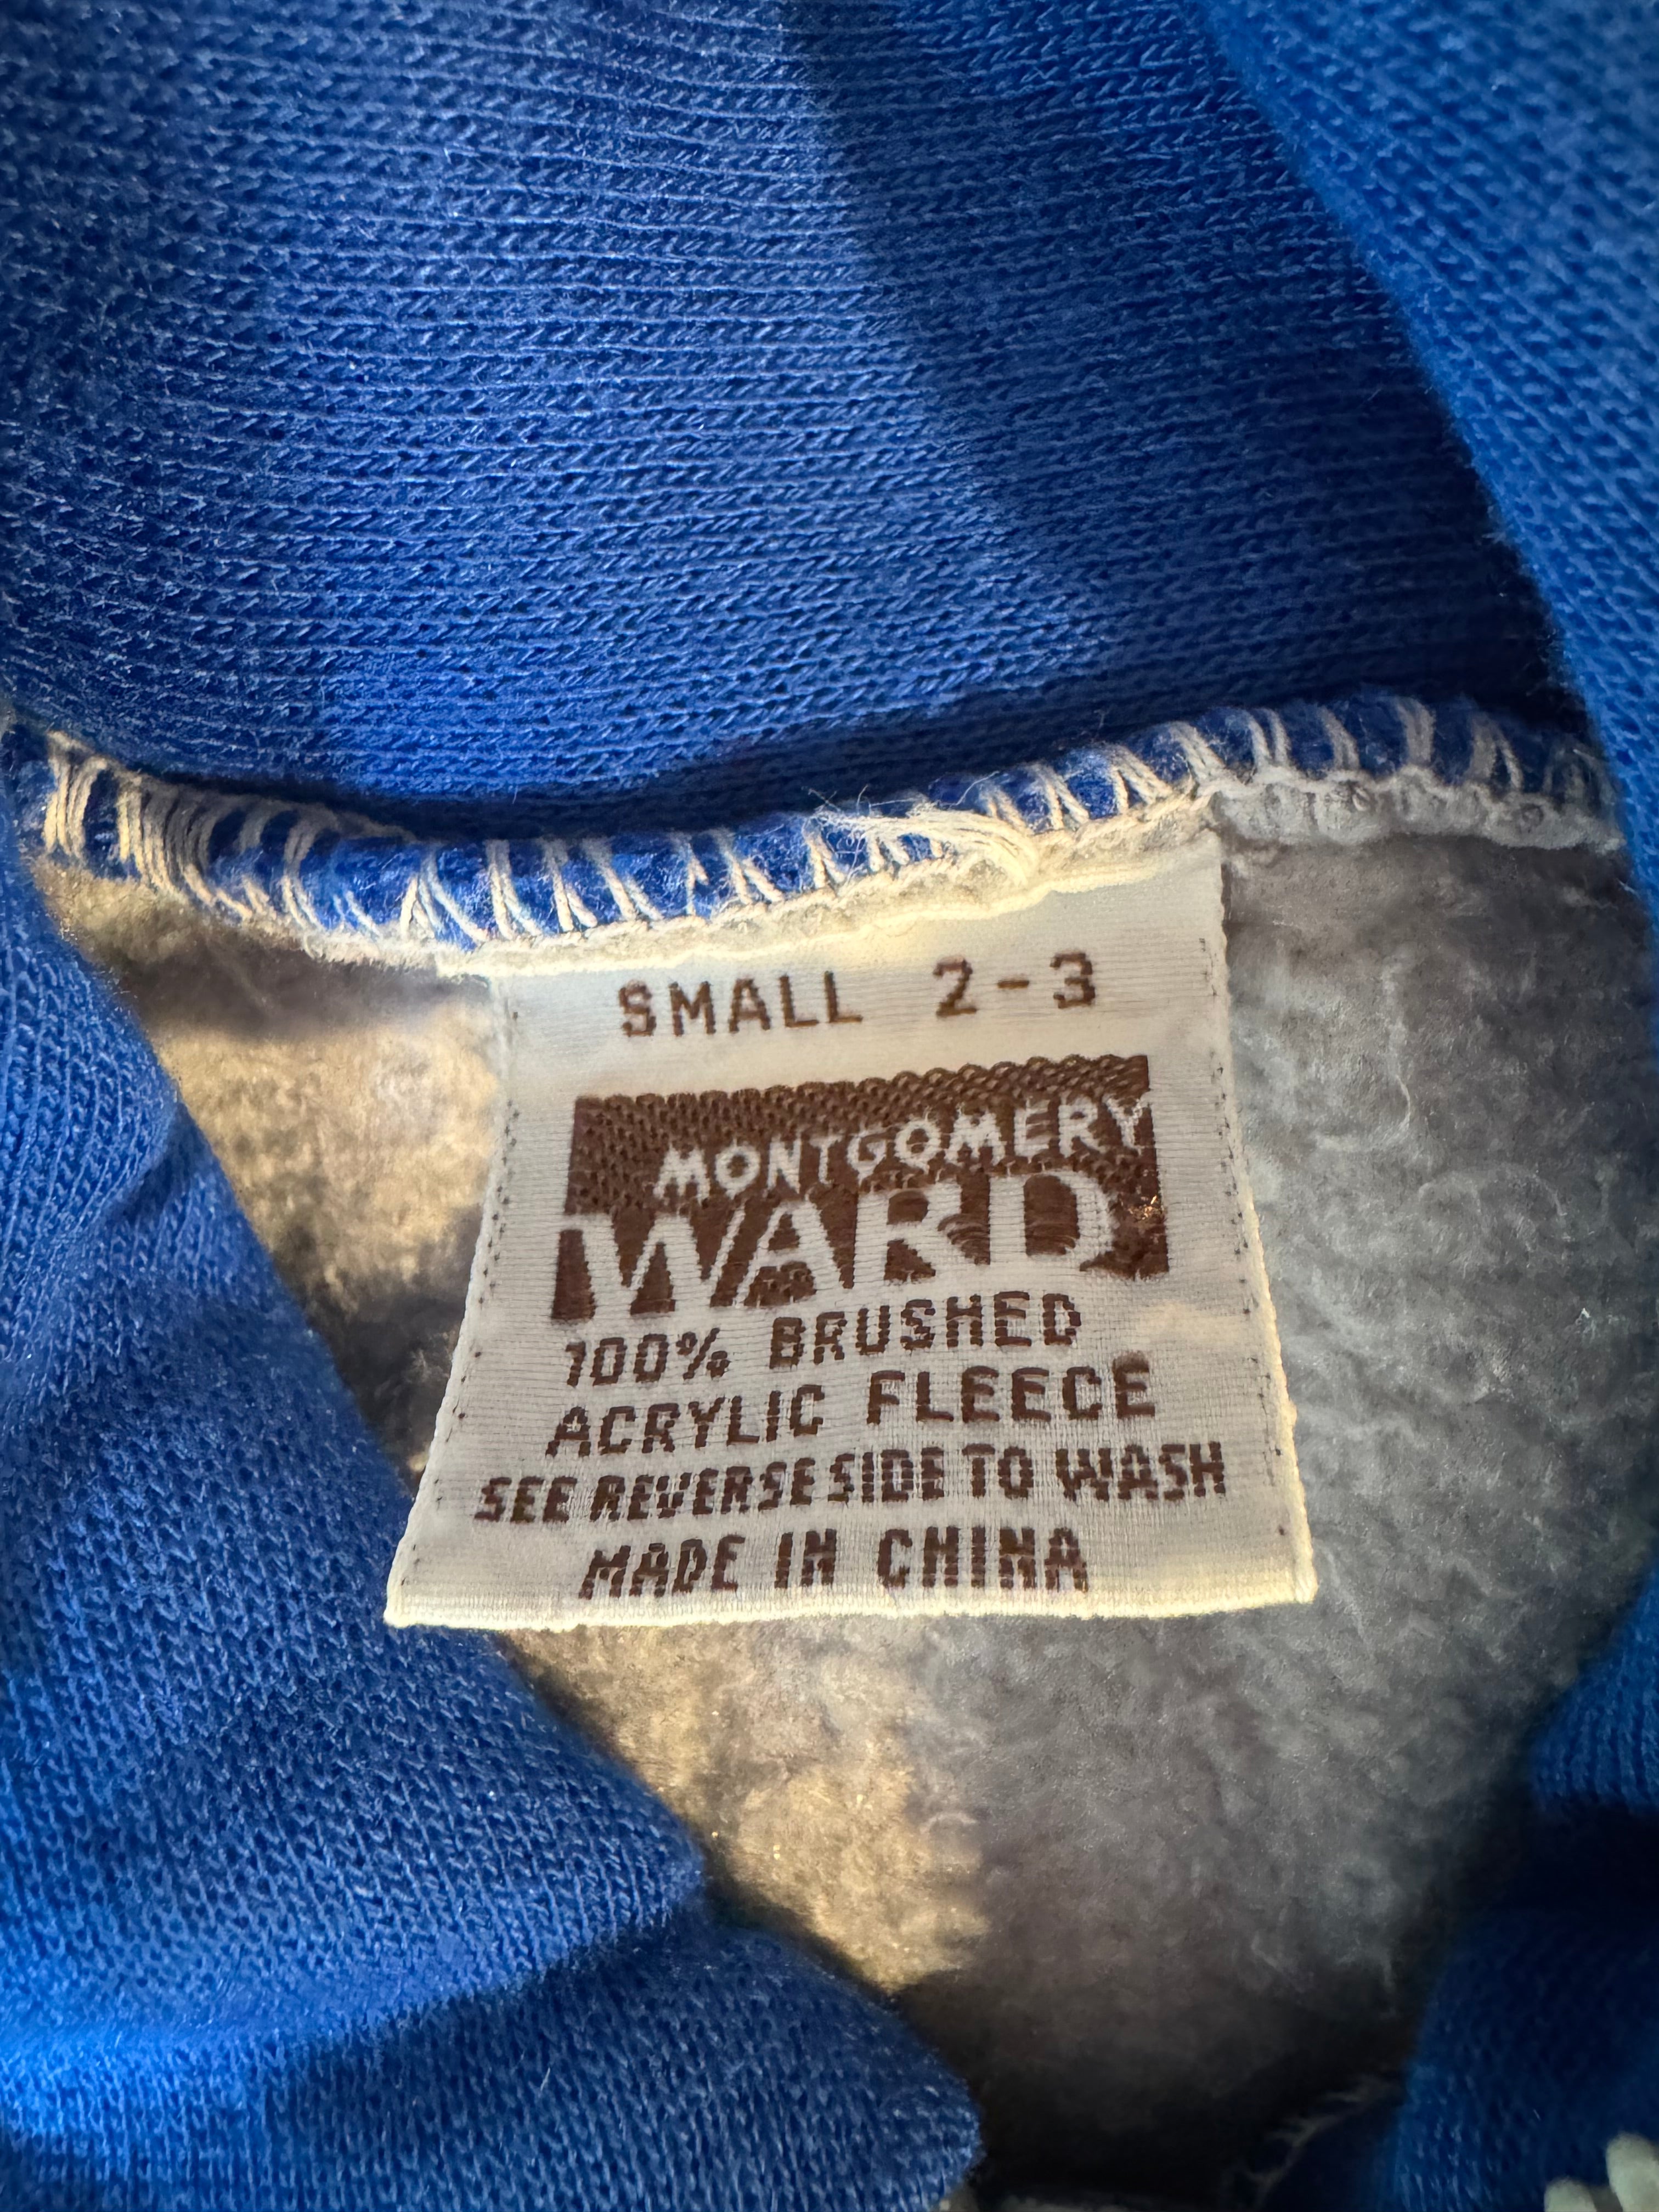 SMALL 2-3
MONTGOMERY
WARD
100% BRUSHED
ACRYLIC FLEECE
SEE REVERSE SIDE TO WASH
MADE IN CHINA